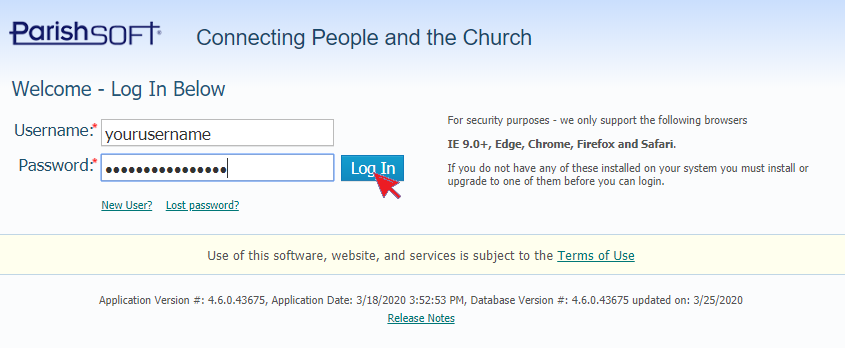 ParishSOFT®
Connecting People and the Church
Welcome - Log In Below
Username:*
yourusername
Password:*
••••••••••••••••
Log In
New User? Lost password?
For security purposes - we only support the following browsers
IE 9.0+, Edge, Chrome, Firefox and Safari.
If you do not have any of these installed on your system you must install or
upgrade to one of them before you can login.
Use of this software, website, and services is subject to the Terms of Use
Application Version #: 4.6.0.43675, Application Date: 3/18/2020 3:52:53 PM, Database Version #: 4.6.0.43675 updated on: 3/25/2020
Release Notes